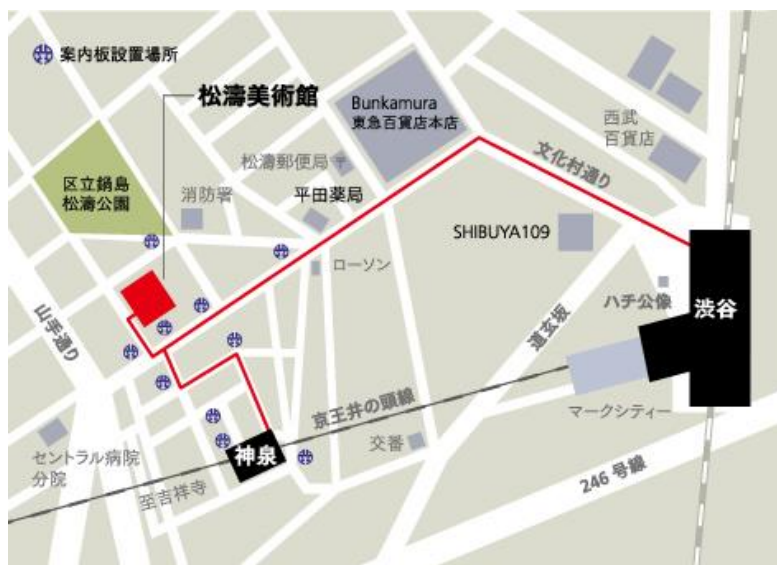 案内板設置場所
松濤美術館
Bunkamura
東急百貨店本店
西武
百貨店
文化村通り
松濤郵便局
区立鍋島
松濤公園
消防署
平田薬局
SHIBUYA109
ローソン
ハチ公像
渋谷
山手通り
道玄坂
マークシティー
京王井の頭線
交番
神泉
セントラル病院
分院
至吉祥寺
246号線